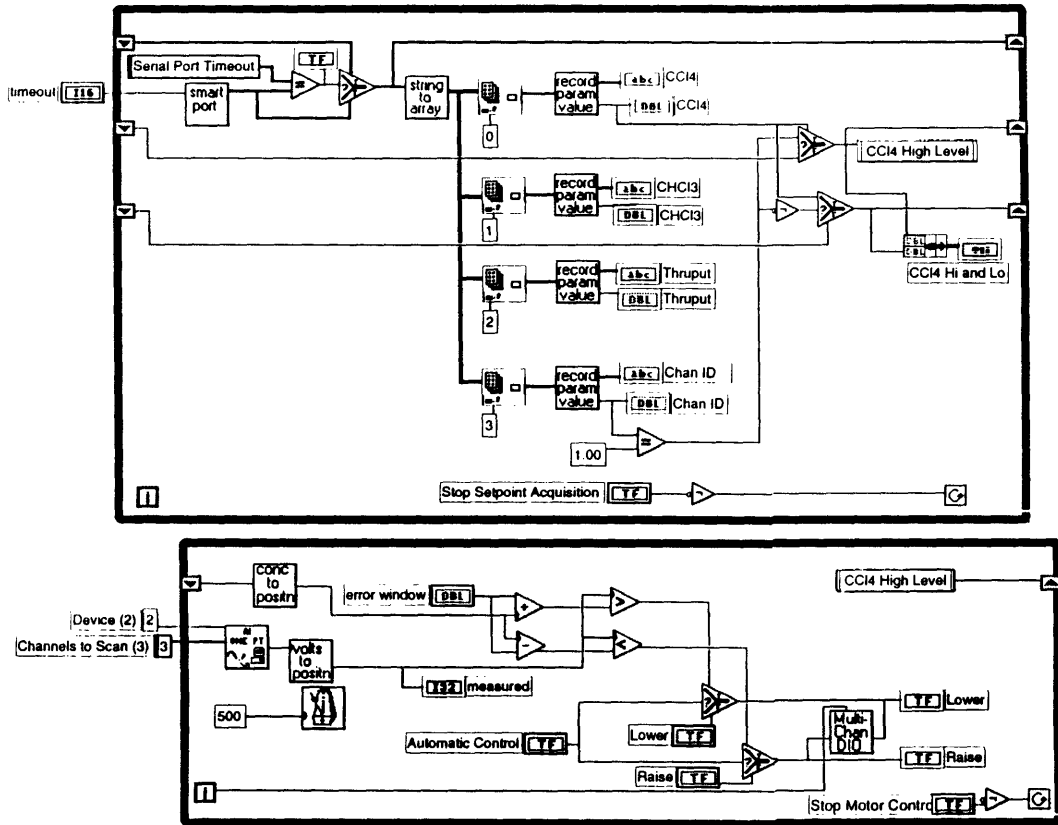 Serial Port Timeout
TF
timeout
I16
smart
port
=
?
string
to
array
0
record
param
value
abc
CCl4
DBL
CCl4
?
CCl4 High Level
1
record
param
value
abc
CHCl3
DBL
CHCl3
?
DBL
DBL
CCl4 Hi and Lo
2
record
param
value
abc
Thruput
DBL
Thruput
3
record
param
value
abc
Chan ID
DBL
Chan ID
1.00
=
i
Stop Setpoint Acquisition
TF
conc
to
positn
error window
DBL
+
>
CCl4 High Level
Device (2)
2
Channels to Scan (3)
3
AI
ONE PT
volts
to
positn
-
<
I32
measured
500
?
Lower
TF
TF
Lower
Automatic Control
TF
Multi-
Chan
DIO
?
Raise
TF
TF
Raise
i
Stop Motor Control
TF